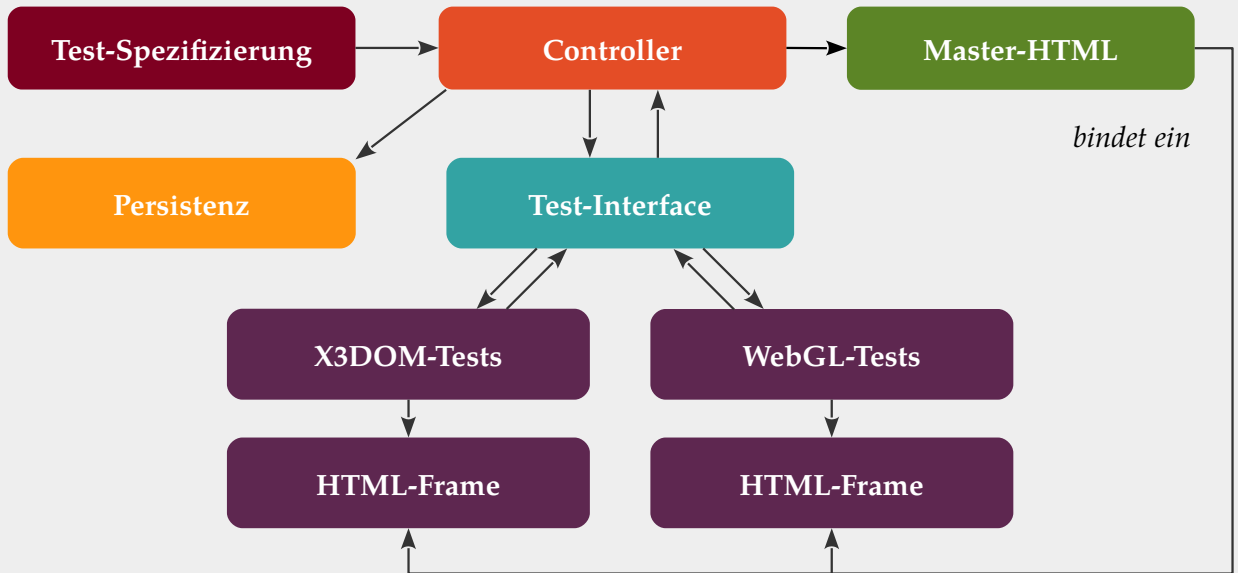 Test-Spezifizierung
Controller
Master-HTML
bindet ein
Persistenz
Test-Interface
X3DOM-Tests
WebGL-Tests
HTML-Frame
HTML-Frame